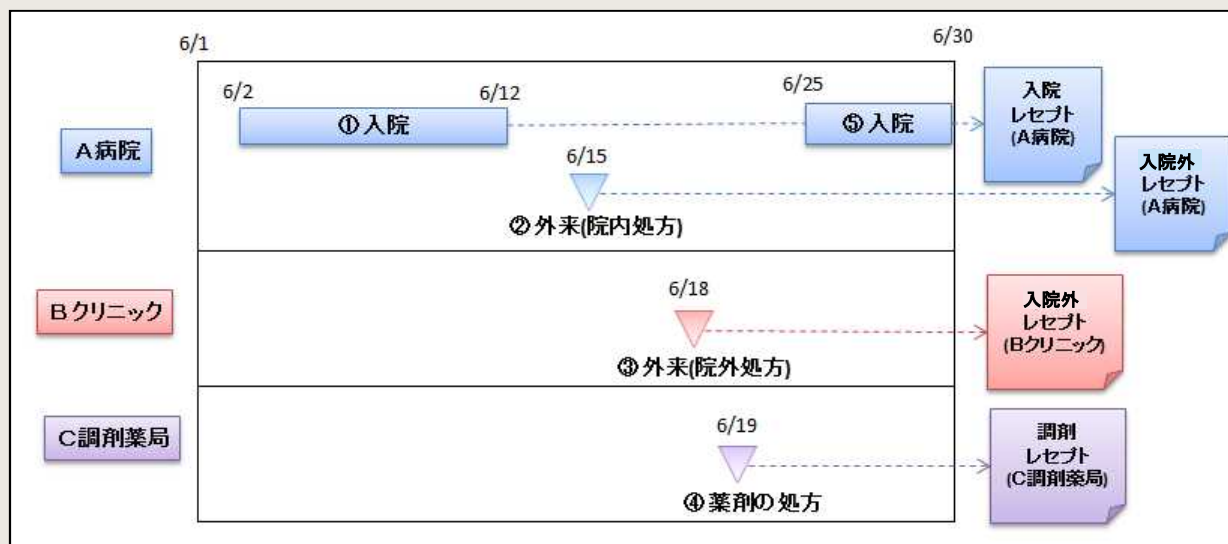 6/1
6/30
6/2
6/12
6/25
①入院
⑤入院
入院
レセプト
(A病院)
A病院
6/15
入院外
レセプト
(A病院)
②外来(院内処方)
Bクリニック
6/18
入院外
レセプト
(Bクリニック)
③外来(院外処方)
C調剤薬局
6/19
調剤
レセプト
(C調剤薬局)
④薬剤の処方